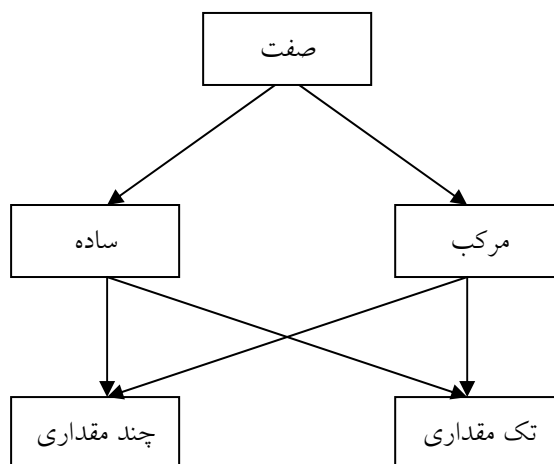 صفت
مرکب
ساده
تک مقداری
چند مقداری